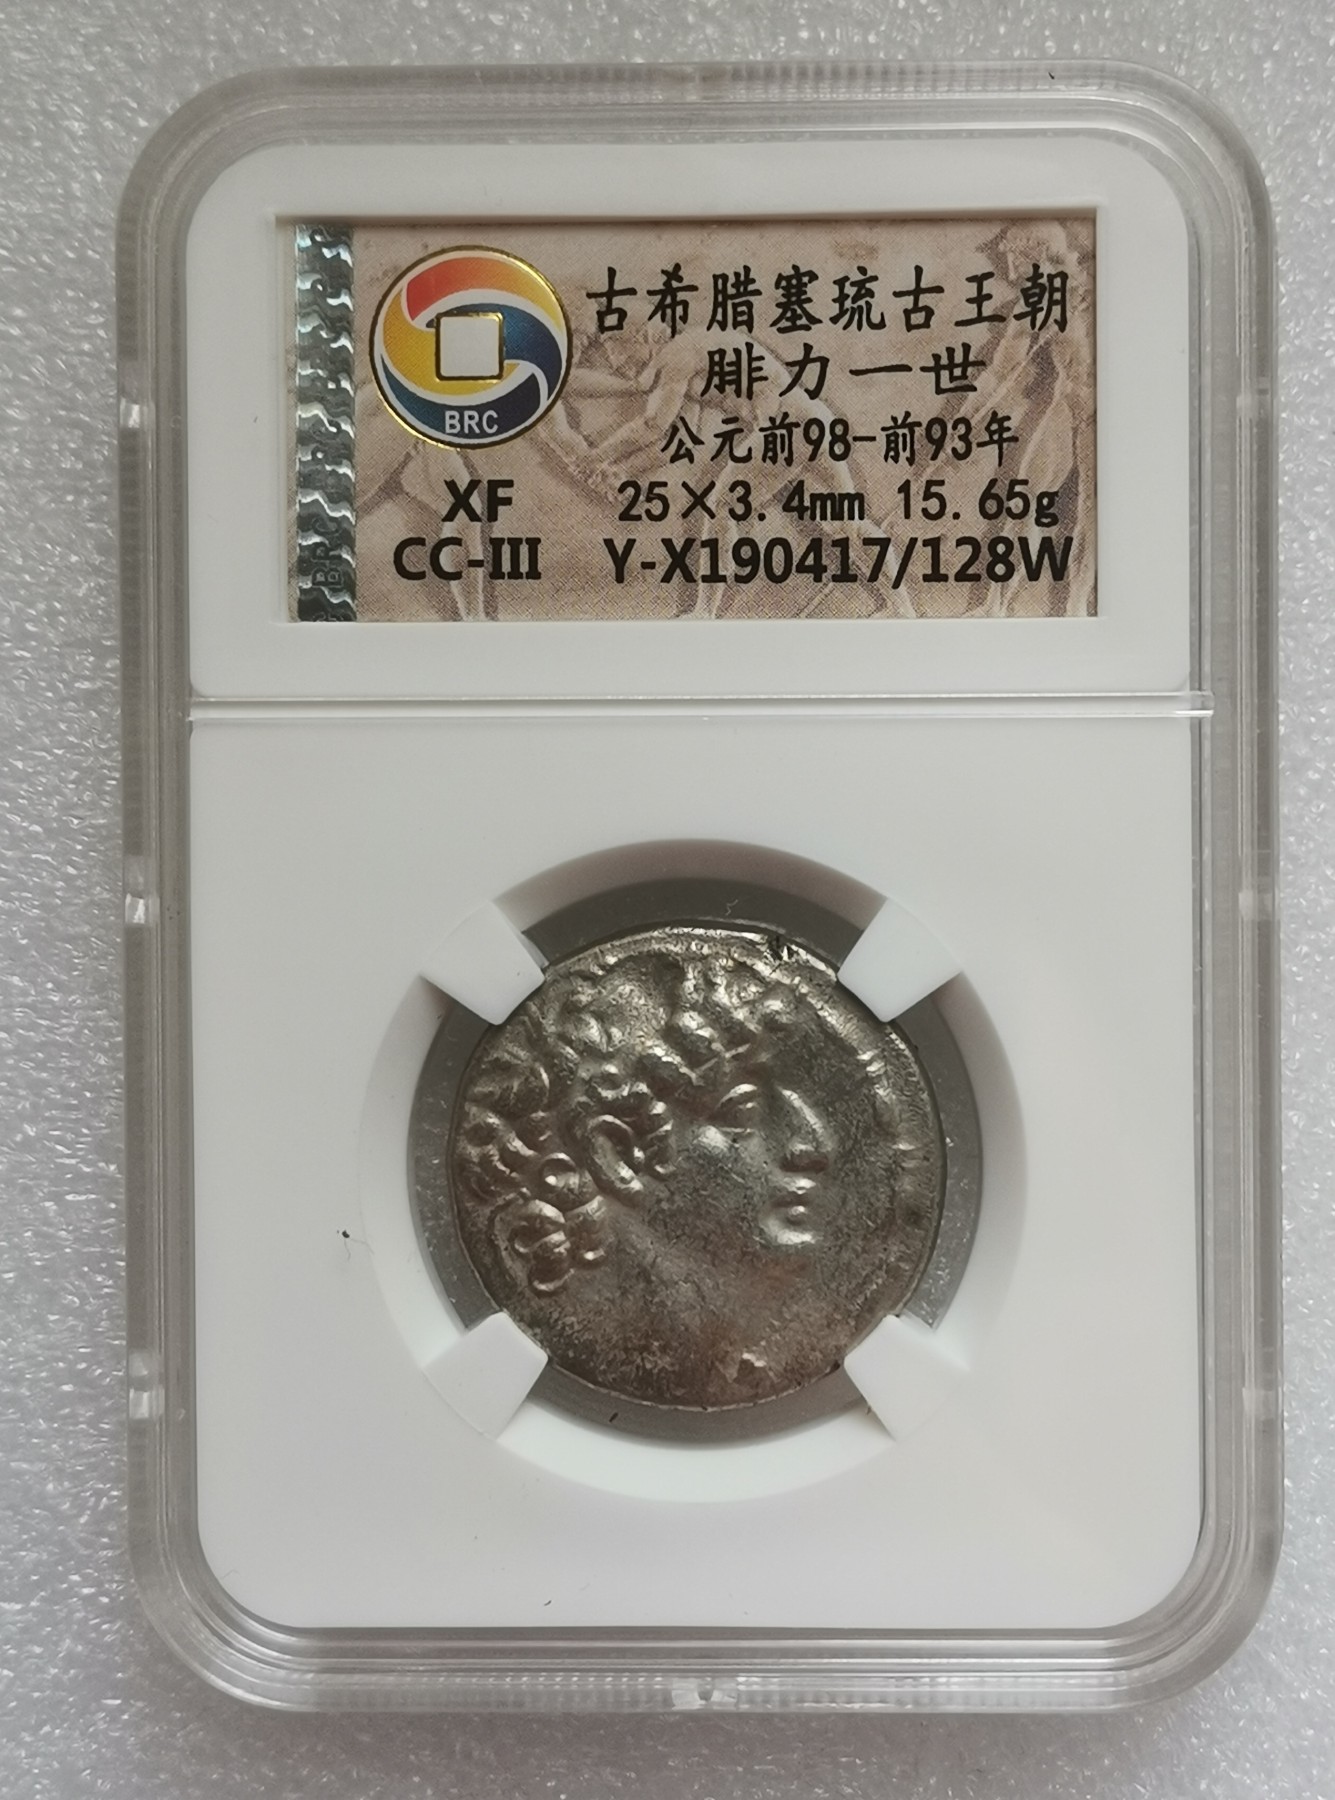 古希腊塞琉古王朝
腓力一世
BRC
公元前98-前93年
XF 25×3.4mm 15.65g
CC-III Y-X190417/128W
BRC